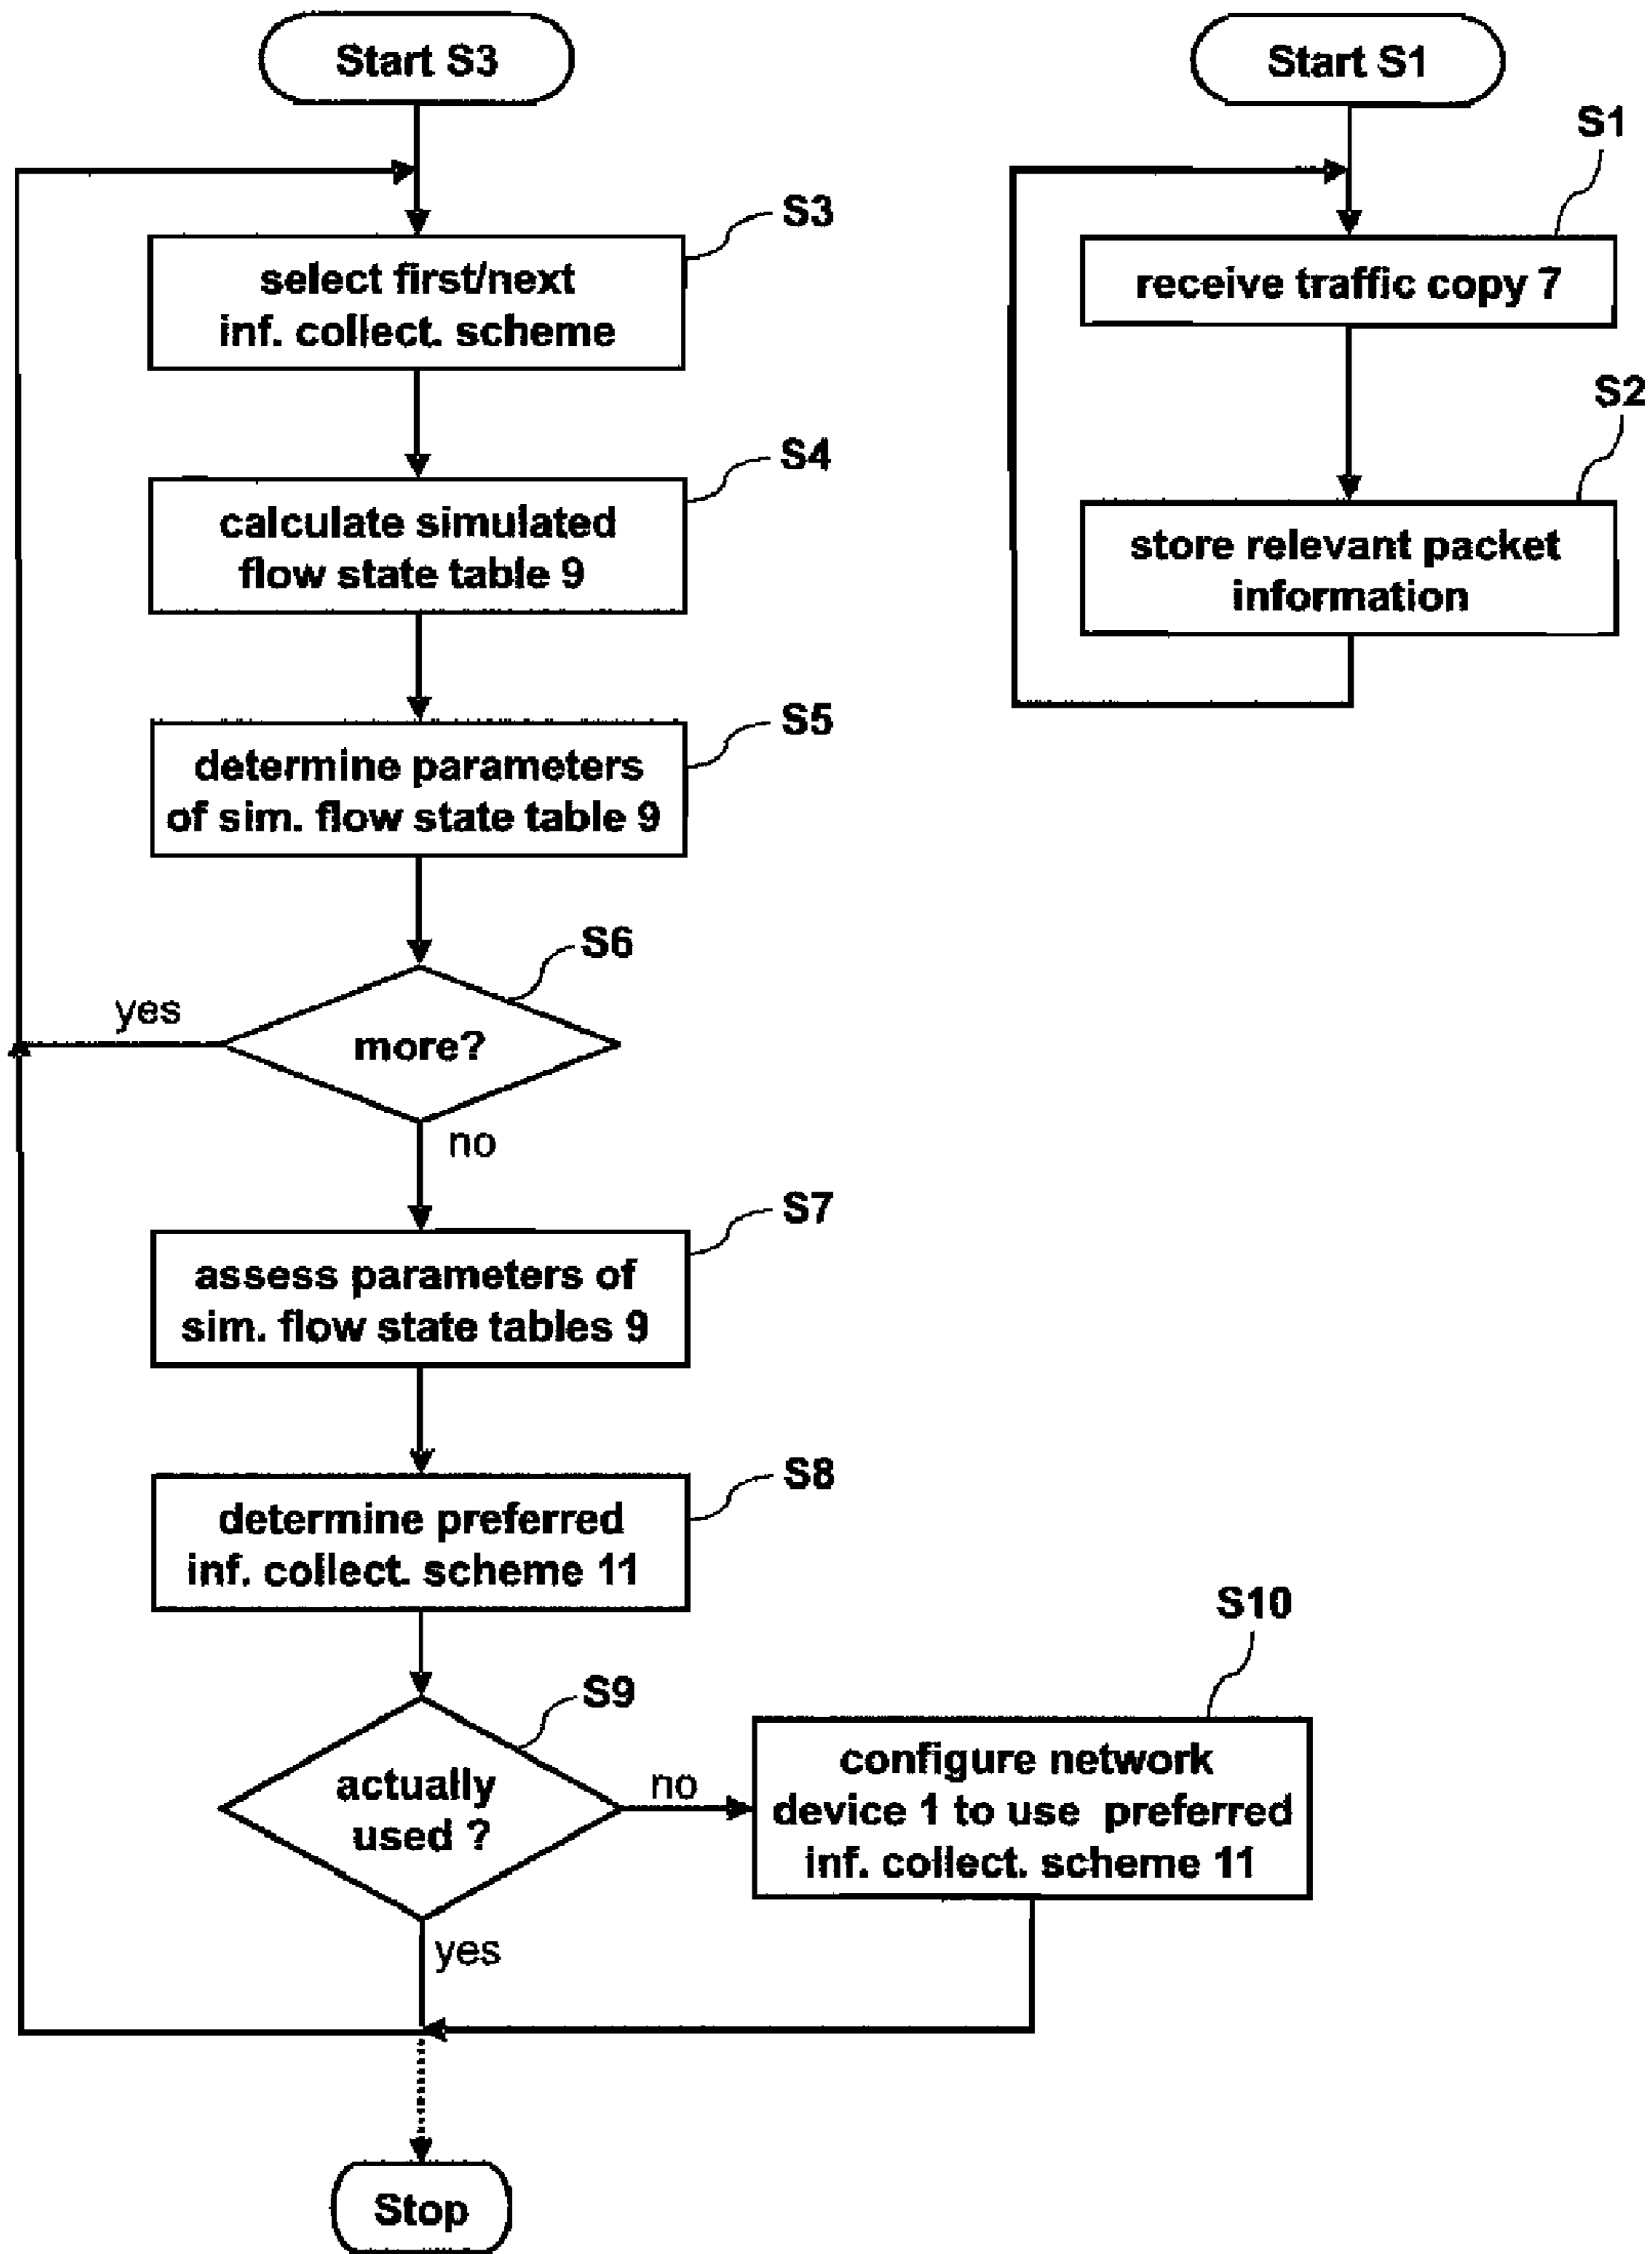 Start S3
S3
select first/next
inf. collect. scheme
S4
calculate simulated
flow state table 9
S5
determine parameters
of sim. flow state table 9
S6
more?
yes
no
S7
assess parameters of
sim. flow state tables 9
S8
determine preferred
inf. collect. scheme 11
S9
actually
used ?
no
yes
S10
configure network
device 1 to use preferred
inf. collect. scheme 11
Stop
Start S1
S1
receive traffic copy 7
S2
store relevant packet
information